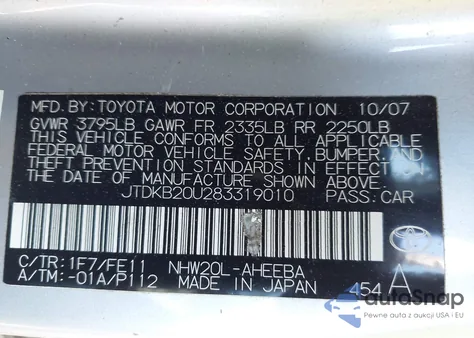 MFD. BY: TOYOTA MOTOR CORPORATION 10/07
GVWR 3795LB GAWR FR 2335LB RR 2250LB
THIS VEHICLE CONFORMS TO ALL APPLICABLE
FEDERAL MOTOR VEHICLE SAFETY, BUMPER, AND
THEFT PREVENTION STANDARDS IN EFFECT ON
THE DATE OF MANUFACTURE SHOWN ABOVE.
JTDKB20U283319010 PASS. CAR
C/TR: 1F7/FE11 NHW20L-AHEEBA
A/TM: -01A/P112 MADE IN JAPAN 454 A
autoSnap
Pewne auta z aukcji USA i EU